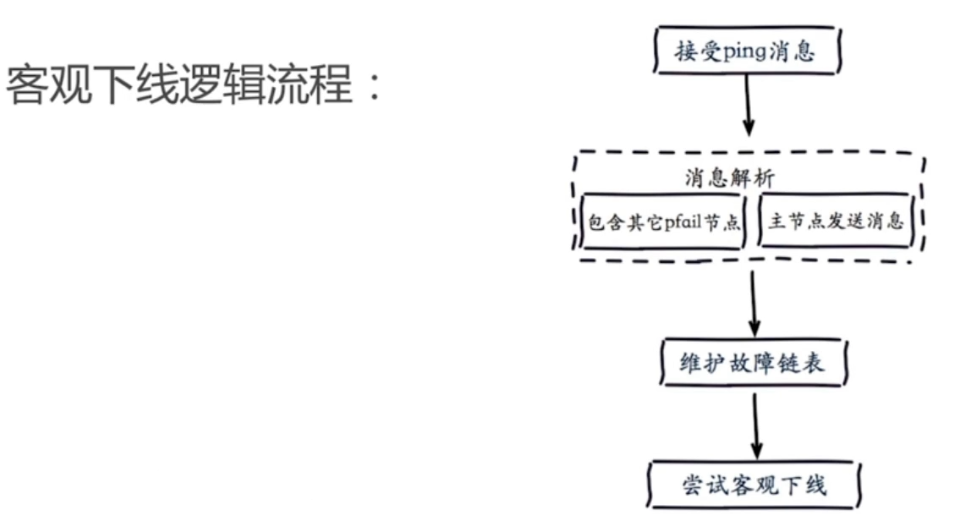 客观下线逻辑流程：
接受ping消息
消息解析
包含其它pfail节点
主节点发送消息
维护故障链表
尝试客观下线